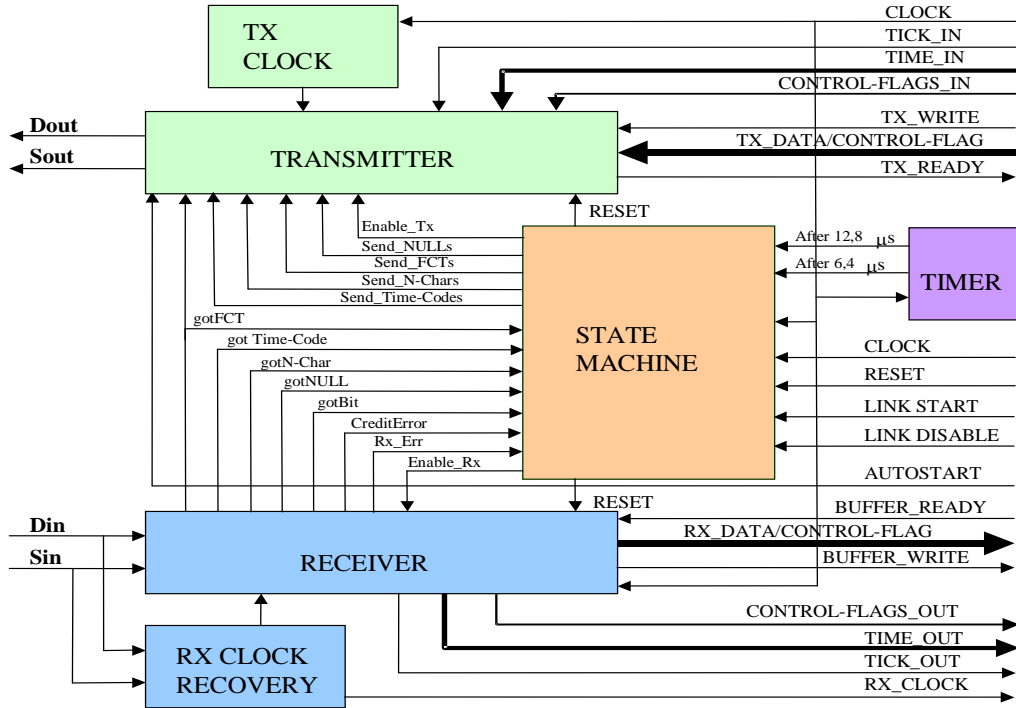 CLOCK
TX
CLOCK
TICK_IN
TIME_IN
CONTROL-FLAGS_IN
Dout
TX_WRITE
TRANSMITTER
TX_DATA/CONTROL-FLAG
Sout
TX_READY
RESET
Enable_Tx
Send_NULLs
Send_FCTs
Send_N-Chars
Send_Time-Codes
After 12,8 μs
After 6,4 μs
TIMER
gotFCT
got Time-Code
gotN-Char
gotNULL
gotBit
CreditError
Rx_Err
Enable_Rx
STATE
MACHINE
CLOCK
RESET
LINK START
LINK DISABLE
AUTOSTART
RESET
BUFFER_READY
Din
RX_DATA/CONTROL-FLAG
Sin
RECEIVER
BUFFER_WRITE
CONTROL-FLAGS_OUT
TIME_OUT
RX CLOCK
RECOVERY
TICK_OUT
RX_CLOCK